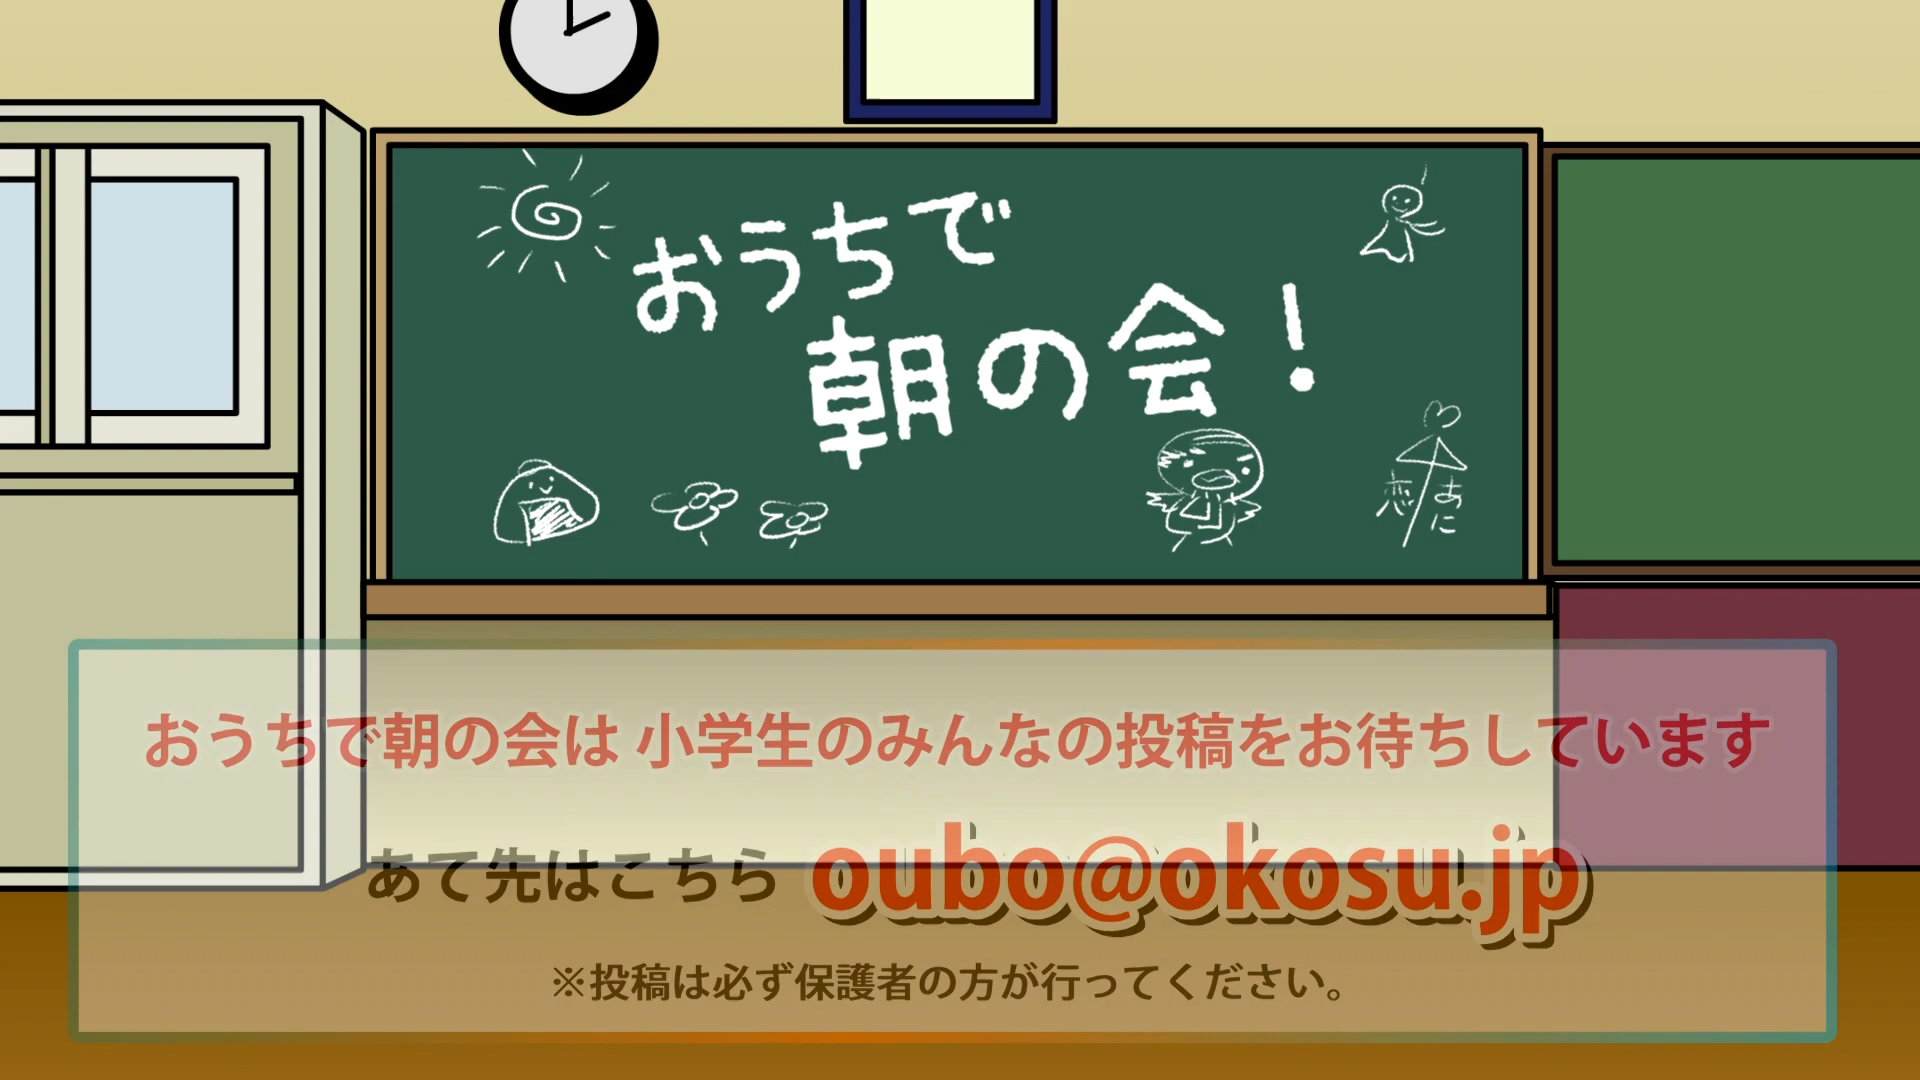 おうちで
朝の会!
おうちで朝の会は 小学生のみんなの投稿をお待ちしています
あて先はこちら oubo@okosu.jp
※投稿は必ず保護者の方が行ってください。